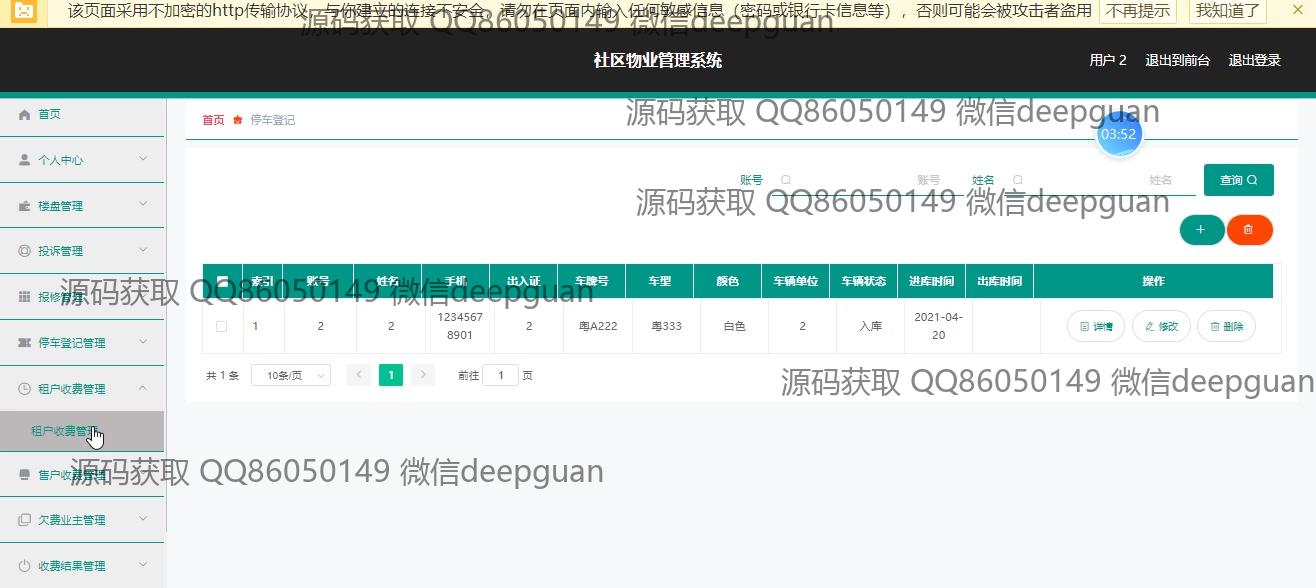 该页面采用不加密的http传输协议，与你建立的连接不安全。请勿在页面内输入任何敏感信息（密码或银行卡信息等），否则可能会被攻击者盗用 不再提示 我知道了
源码获取 QQ86050149 微信deepguan
社区物业管理系统
用户 2 退出到前台 退出登录
首页
个人中心
楼盘管理
投诉管理
报修管理
停车登记管理
租户收费管理
租户收费管理
售户收费管理
欠费业主管理
收费结果管理
首页 停车登记
源码获取 QQ86050149 微信deepguan
03:52
账号 账号 姓名 姓名 查询
源码获取 QQ86050149 微信deepguan
索引 账号 姓名 手机 出入证 车牌号 车型 颜色 车辆单位 车辆状态 进库时间 出库时间 操作
源码获取 QQ86050149 微信deepguan
1 2 2 12345678901 2 粤A222 粤333 白色 2 入库 2021-04-20 详情 修改 删除
共 1 条 10条/页 1 前往 1 页
源码获取 QQ86050149 微信deepguan
源码获取 QQ86050149 微信deepguan